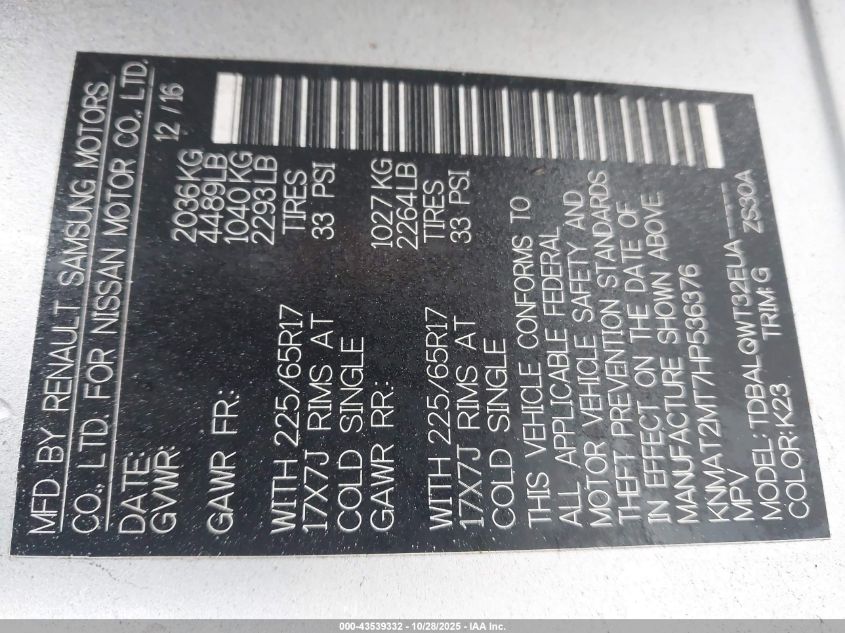 MFD BY RENAULT SAMSUNG MOTORS
CO., LTD. FOR NISSAN MOTOR CO., LTD.
DATE: 12 / 16
GVWR: 2036KG
4489LB
GAWR FR: 1040 KG
2293LB
WITH 225/65R17 TIRES
17X7J RIMS AT 33 PSI
COLD SINGLE
GAWR RR: 1027 KG
2264LB
WITH 225/65R17 TIRES
17X7J RIMS AT 33 PSI
COLD SINGLE
THIS VEHICLE CONFORMS TO
ALL APPLICABLE FEDERAL
MOTOR VEHICLE SAFETY AND
THEFT PREVENTION STANDARDS
IN EFFECT ON THE DATE OF
MANUFACTURE SHOWN ABOVE
KNMAT2MT7HP536376
MPV
MODEL: TDBALQWT32EUA-----
COLOR: K23 TRIM: G ZS30A
000-43539332 - 10/28/2025 - IAA Inc.